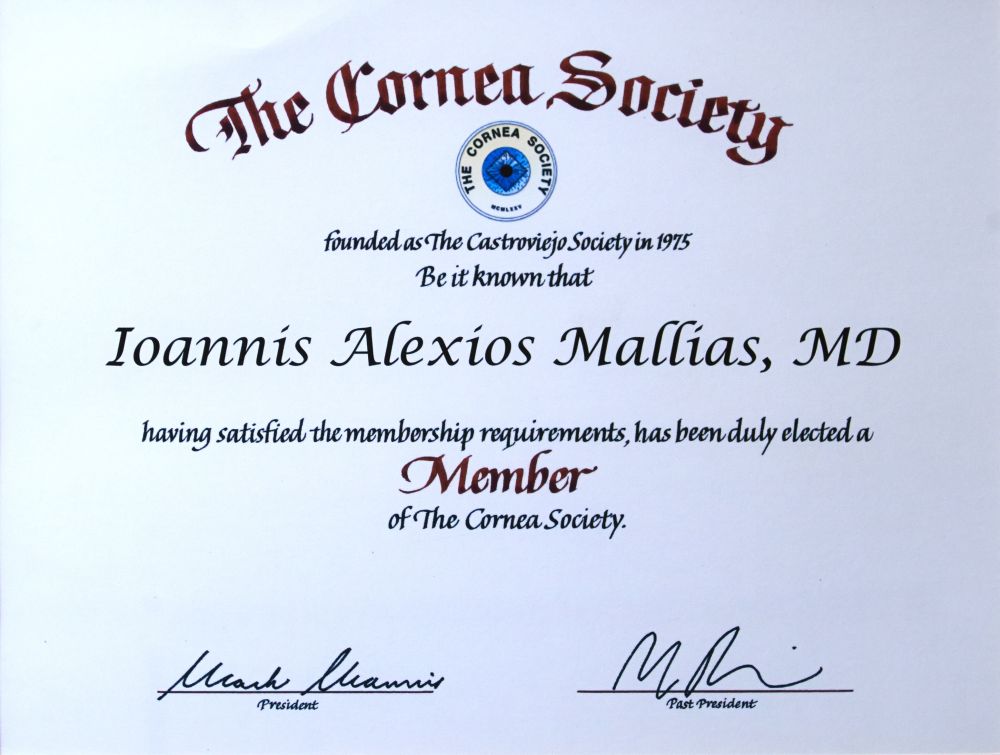 The Cornea Society
THE CORNEA SOCIETY
MCMLXXV
founded as The Castroviejo Society in 1975
Be it known that
Ioannis Alexios Mallias, MD
having satisfied the membership requirements, has been duly elected a
Member
of The Cornea Society.
Mark Mannis
President
Past President